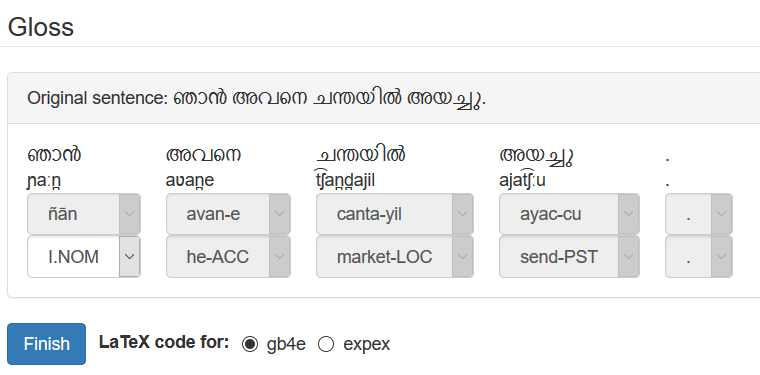 Gloss
Original sentence: ഞാൻ അവനെ ചന്തയിൽ അയച്ചു.
ഞാൻ അവനെ ചന്തയിൽ അയച്ചു .
ɲaːn̪ aʋan̪e t͡ʃan̪d̪ajil ajat͡ʃːu .
ñān avan-e canta-yil ayac-cu .
I.NOM he-ACC market-LOC send-PST .
Finish LaTeX code for: gb4e expex